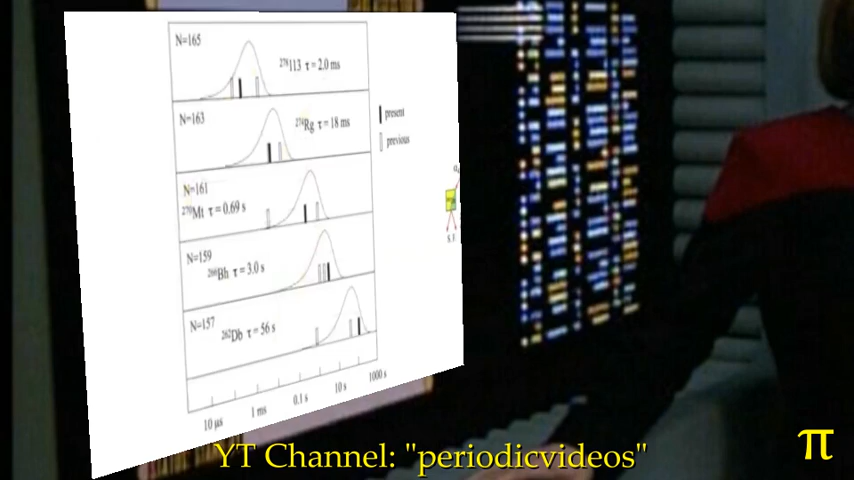 N=165
²⁷⁸113 τ = 2.0 ms
N=163
²⁷⁴Rg τ = 18 ms
present
previous
N=161
²⁷⁰Mt τ = 0.69 s
N=159
²⁶⁶Bh τ = 3.0 s
N=157
²⁶²Db τ = 56 s
10 μs 1 ms 0.1 s 10 s 1000 s
S F
YT Channel: "periodicvideos"
π